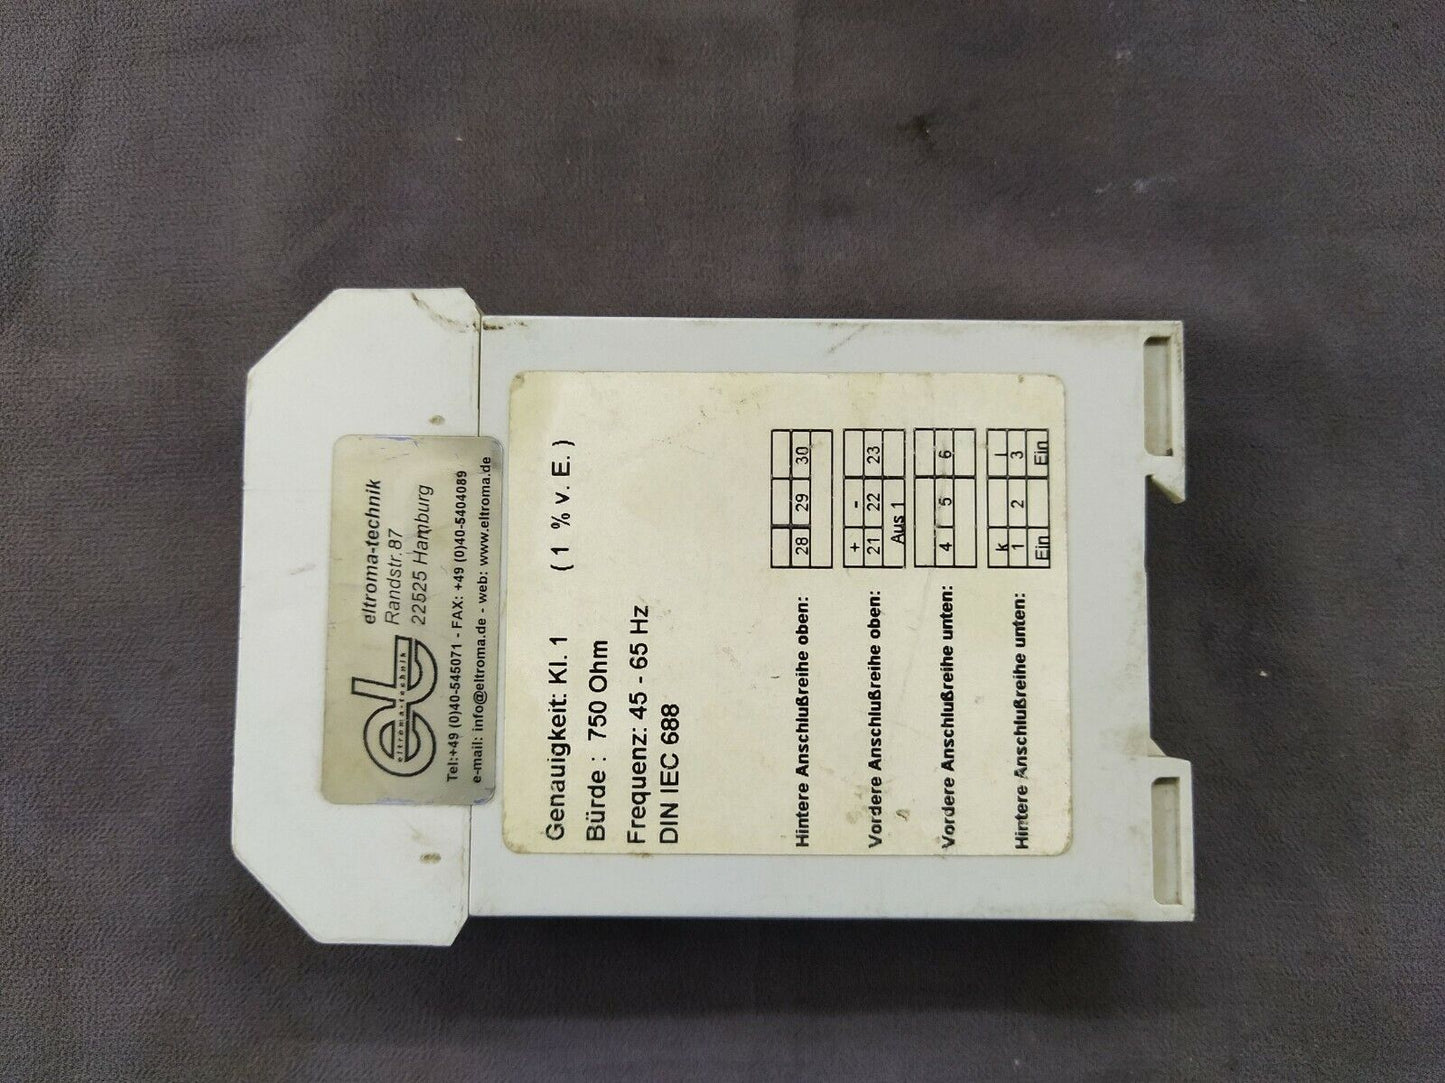 eL
eltroma-technik
eltroma-technik
Randstr.87
22525 Hamburg
Tel:+49 (0)40-545071 - FAX: +49 (0)40-5404089
e-mail: info@eltroma.de - web: www.eltroma.de
Genauigkeit: Kl. 1 ( 1 % v. E. )
Bürde : 750 Ohm
Frequenz: 45 - 65 Hz
DIN IEC 688
Hintere Anschlußreihe oben:
28 29 30
Vordere Anschlußreihe oben:
+ -
21 22 23
Aus 1
Vordere Anschlußreihe unten:
4 5 6
Hintere Anschlußreihe unten:
k l
1 2 3
Ein Ein